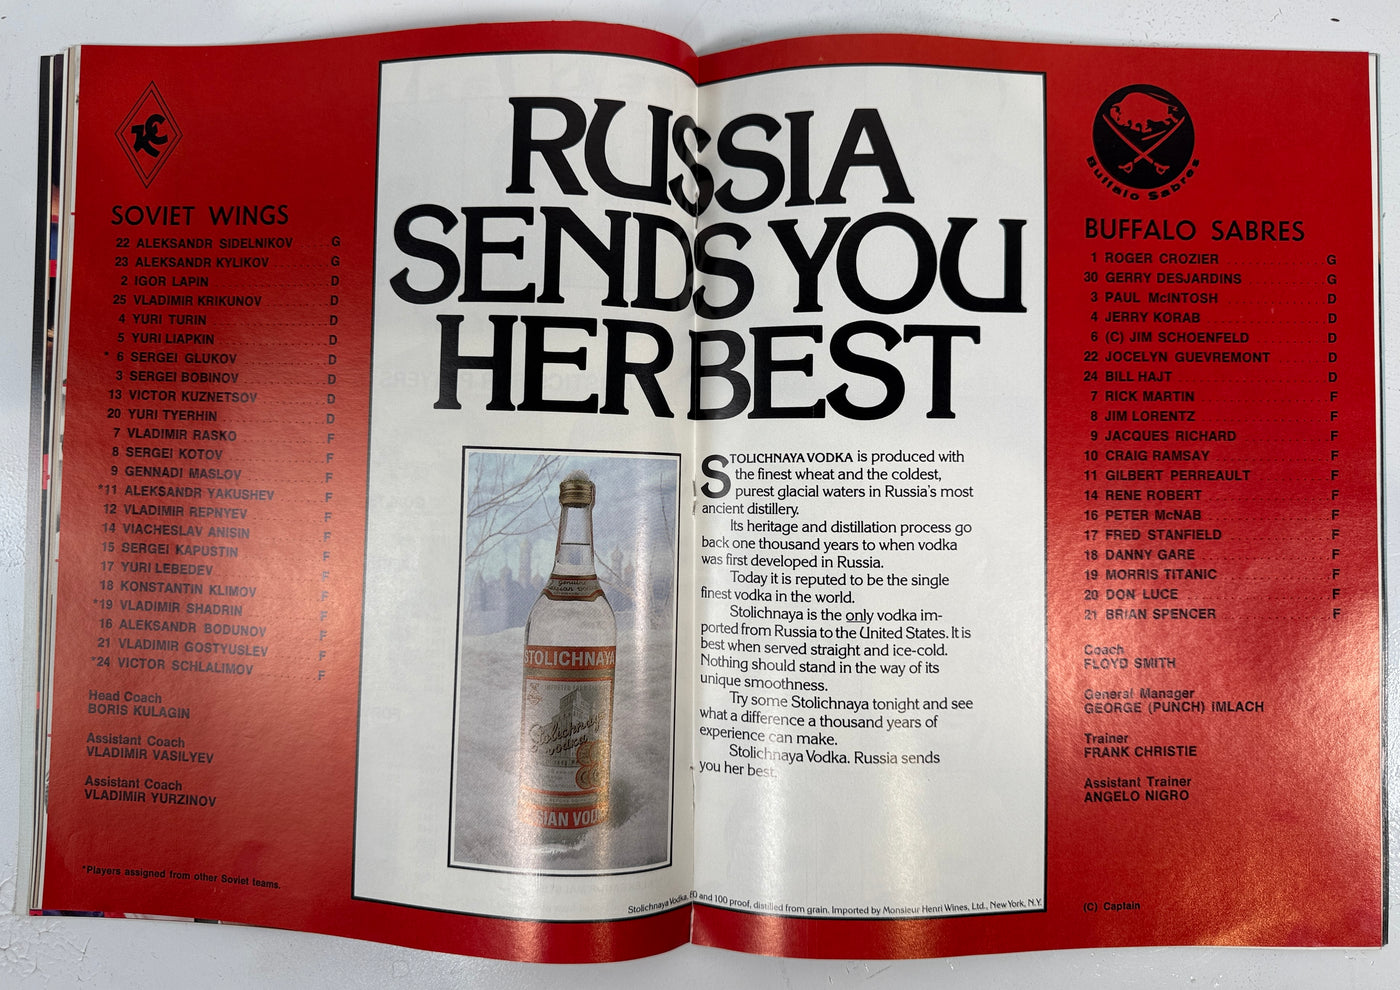 SOVIET WINGS
22 ALEKSANDR SIDELNIKOV G
23 ALEKSANDR KYLIKOV G
2 IGOR LAPIN D
25 VLADIMIR KRIKUNOV D
4 YURI TURIN D
5 YURI LIAPKIN D
* 6 SERGEI GLUKOV D
3 SERGEI BOBINOV D
13 VICTOR KUZNETSOV D
20 YURI TYERHIN D
7 VLADIMIR RASKO F
8 SERGEI KOTOV F
9 GENNADI MASLOV F
*11 ALEKSANDR YAKUSHEV F
12 VLADIMIR REPNYEV F
14 VIACHESLAV ANISIN F
15 SERGEI KAPUSTIN F
17 YURI LEBEDEV F
18 KONSTANTIN KLIMOV F
*19 VLADIMIR SHADRIN F
16 ALEKSANDR BODUNOV F
21 VLADIMIR GOSTYUSLEV F
*24 VICTOR SCHLALIMOV F
Head Coach
BORIS KULAGIN
Assistant Coach
VLADIMIR VASILYEV
Assistant Coach
VLADIMIR YURZINOV
*Players assigned from other Soviet teams.
RUSSIA
SENDS YOU
HER BEST
STOLICHNAYA
Stolichnaya
vodka
SIAN VOD
STOLICHNAYA VODKA is produced with
the finest wheat and the coldest,
purest glacial waters in Russia's most
ancient distillery.
Its heritage and distillation process go
back one thousand years to when vodka
was first developed in Russia.
Today it is reputed to be the single
finest vodka in the world.
Stolichnaya is the only vodka im-
ported from Russia to the United States. It is
best when served straight and ice-cold.
Nothing should stand in the way of its
unique smoothness.
Try some Stolichnaya tonight and see
what a difference a thousand years of
experience can make.
Stolichnaya Vodka. Russia sends
you her best.
Stolichnaya Vodka. 80 and 100 proof, distilled from grain. Imported by Monsieur Henri Wines, Ltd., New York, N.Y.
Buffalo Sabres
BUFFALO SABRES
1 ROGER CROZIER G
30 GERRY DESJARDINS G
3 PAUL McINTOSH D
4 JERRY KORAB D
6 (C) JIM SCHOENFELD D
22 JOCELYN GUEVREMONT D
24 BILL HAJT D
7 RICK MARTIN F
8 JIM LORENTZ F
9 JACQUES RICHARD F
10 CRAIG RAMSAY F
11 GILBERT PERREAULT F
14 RENE ROBERT F
16 PETER McNAB F
17 FRED STANFIELD F
18 DANNY GARE F
19 MORRIS TITANIC F
20 DON LUCE F
21 BRIAN SPENCER F
Coach
FLOYD SMITH
General Manager
GEORGE (PUNCH) IMLACH
Trainer
FRANK CHRISTIE
Assistant Trainer
ANGELO NIGRO
(C) Captain